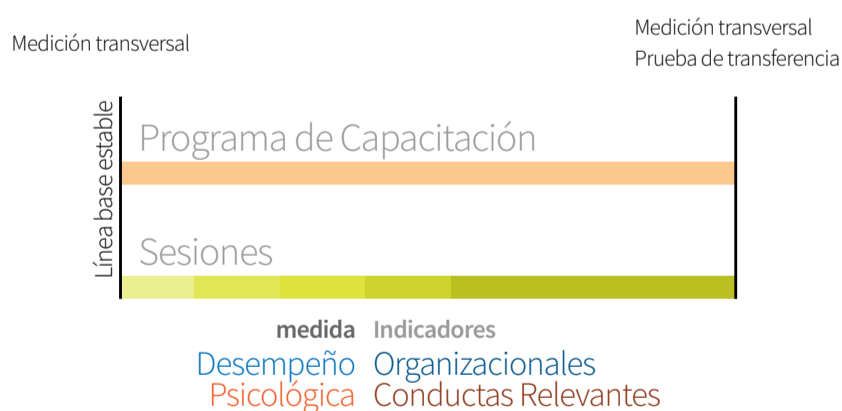 Medición transversal
Medición transversal
Prueba de transferencia
Línea base estable
Programa de Capacitación
Sesiones
medida Indicadores
Desempeño Organizacionales
Psicológica Conductas Relevantes